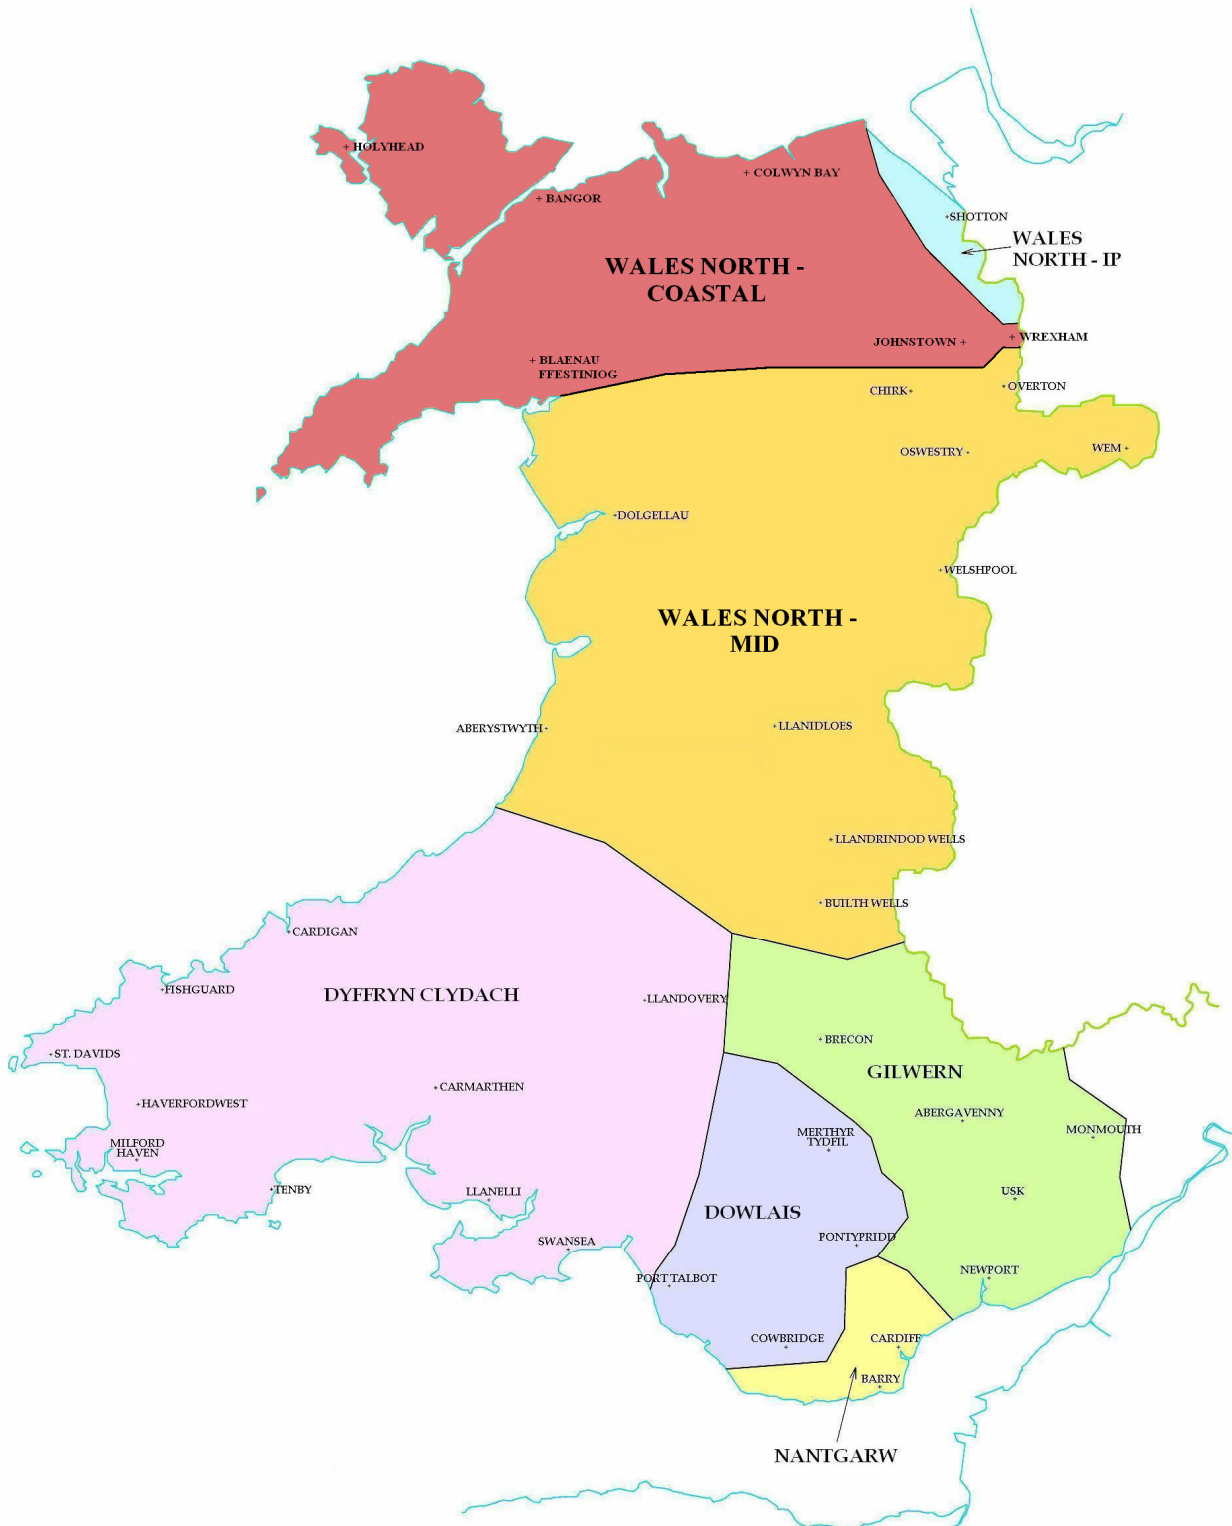 + HOLYHEAD
+ COLWYN BAY
+ BANGOR
+SHOTTON
WALES
NORTH - IP
WALES NORTH -
COASTAL
JOHNSTOWN +
+ WREXHAM
+ BLAENAU
FFESTINIOG
CHIRK+
+OVERTON
OSWESTRY+
WEM +
+DOLGELLAU
+WELSHPOOL
WALES NORTH -
MID
ABERYSTWYTH+
+LLANIDLOES
+LLANDRINDOD WELLS
+BUILTH WELLS
+CARDIGAN
+FISHGUARD
DYFFRYN CLYDACH
+LLANDOVERY
+BRECON
+ST. DAVIDS
GILWERN
+CARMARTHEN
+HAVERFORDWEST
ABERGAVENNY
+
MERTHYR
TYDFIL
+
MONMOUTH
+
MILFORD
HAVEN
+
+TENBY
LLANELLI
+
USK
+
DOWLAIS
PONTYPRIDD
+
SWANSEA
+
NEWPORT
+
PORT TALBOT
+
COWBRIDGE
+
CARDIFF
+
BARRY
+
NANTGARW